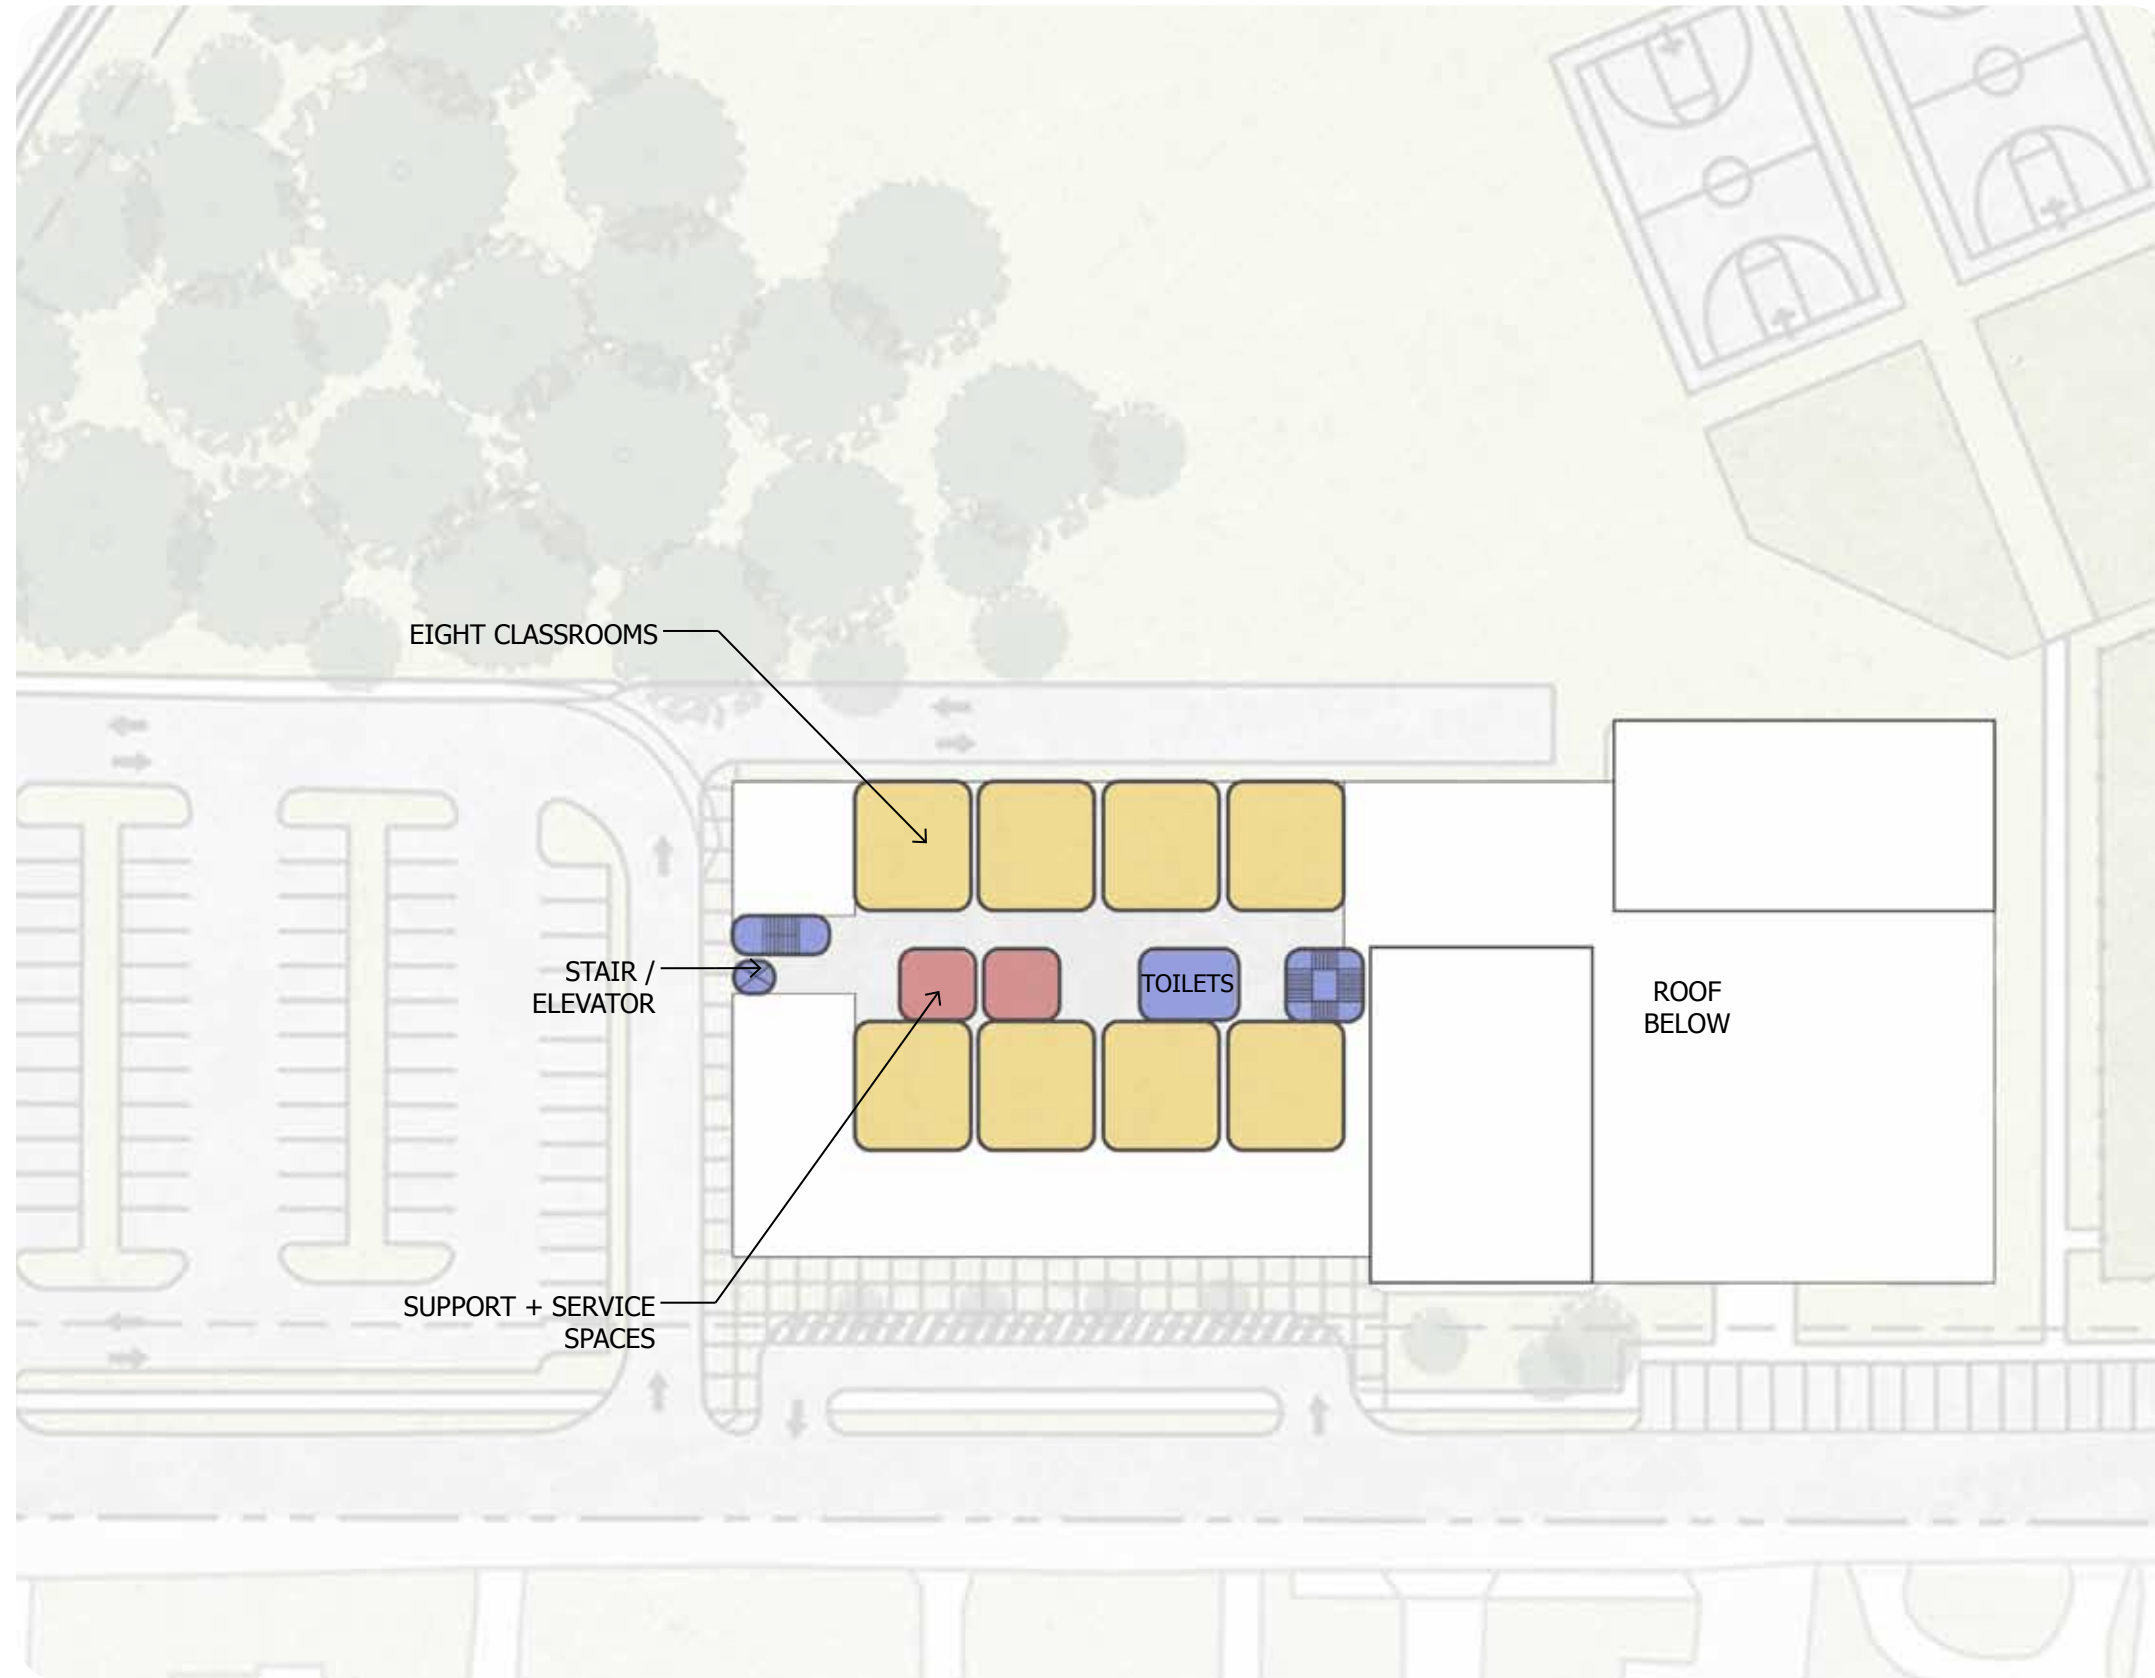 EIGHT CLASSROOMS
STAIR /
ELEVATOR
TOILETS
ROOF
BELOW
SUPPORT + SERVICE
SPACES